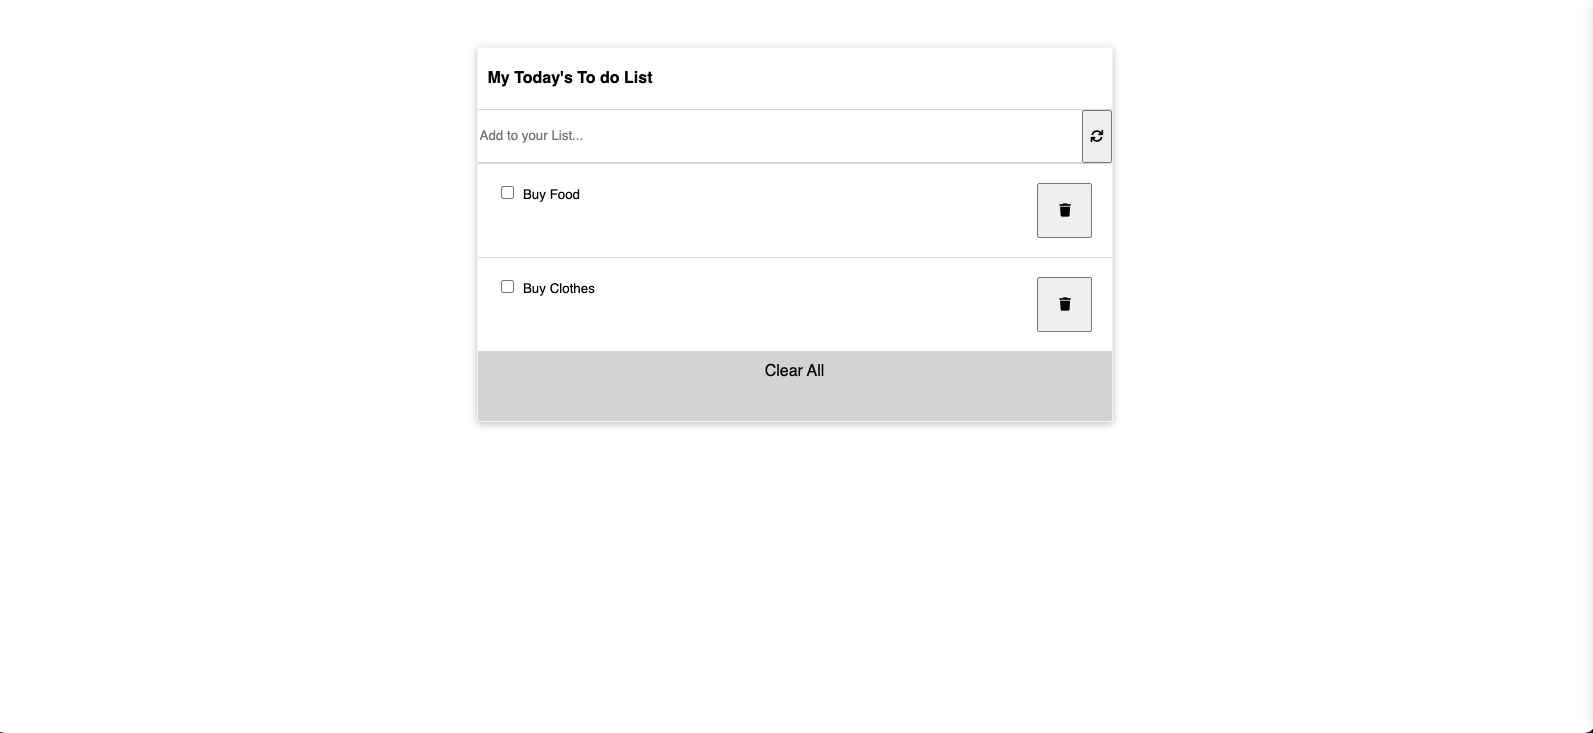 My Today's To do List
Add to your List...
Buy Food
Buy Clothes
Clear All